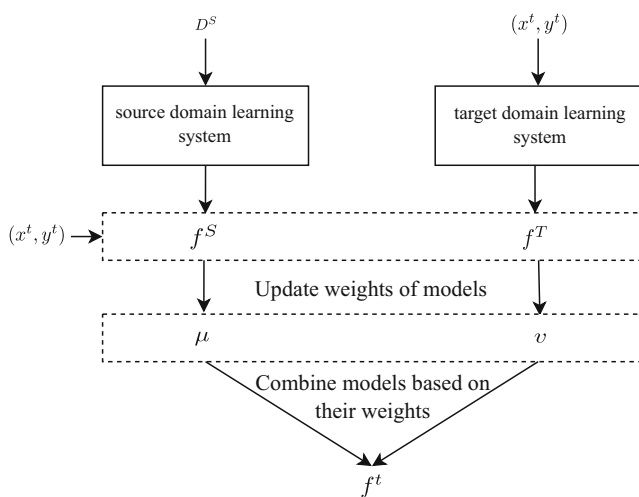 D^S (x^t, y^t)
source domain learning
system
target domain learning
system
(x^t, y^t) f^S f^T
Update weights of models
μ v
Combine models based on
their weights
f^t